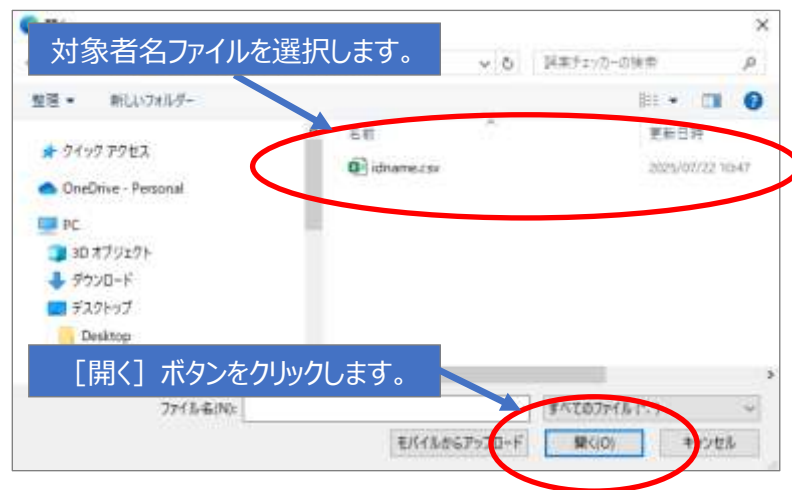 対象者名ファイルを選択します。
誤薬チェッカーの検索
整理
新しいフォルダー
名前
更新日時
クイック アクセス
idname.csv
2025/07/22 10:47
OneDrive - Personal
PC
3D オブジェクト
ダウンロード
デスクトップ
Desktop
［開く］ボタンをクリックします。
ファイル名(N):
すべてのファイル (*.*)
モバイルからアップロード
開く(O)
キャンセル